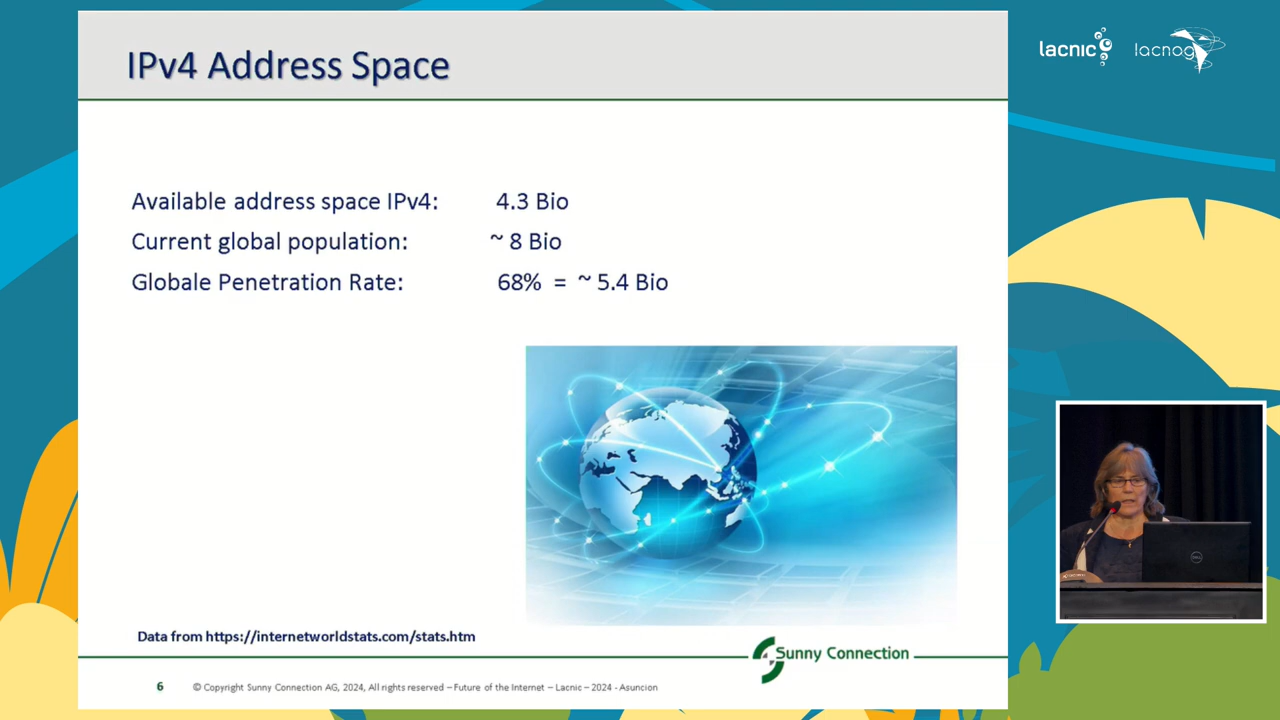 IPv4 Address Space
lacnic
lacnog
Available address space IPv4: 4.3 Bio
Current global population: ~ 8 Bio
Globale Penetration Rate: 68% = ~ 5.4 Bio
Data from https://internetworldstats.com/stats.htm
Sunny Connection
6 © Copyright Sunny Connection AG, 2024, All rights reserved – Future of the Internet – Lacnic – 2024 - Asuncion
DELL